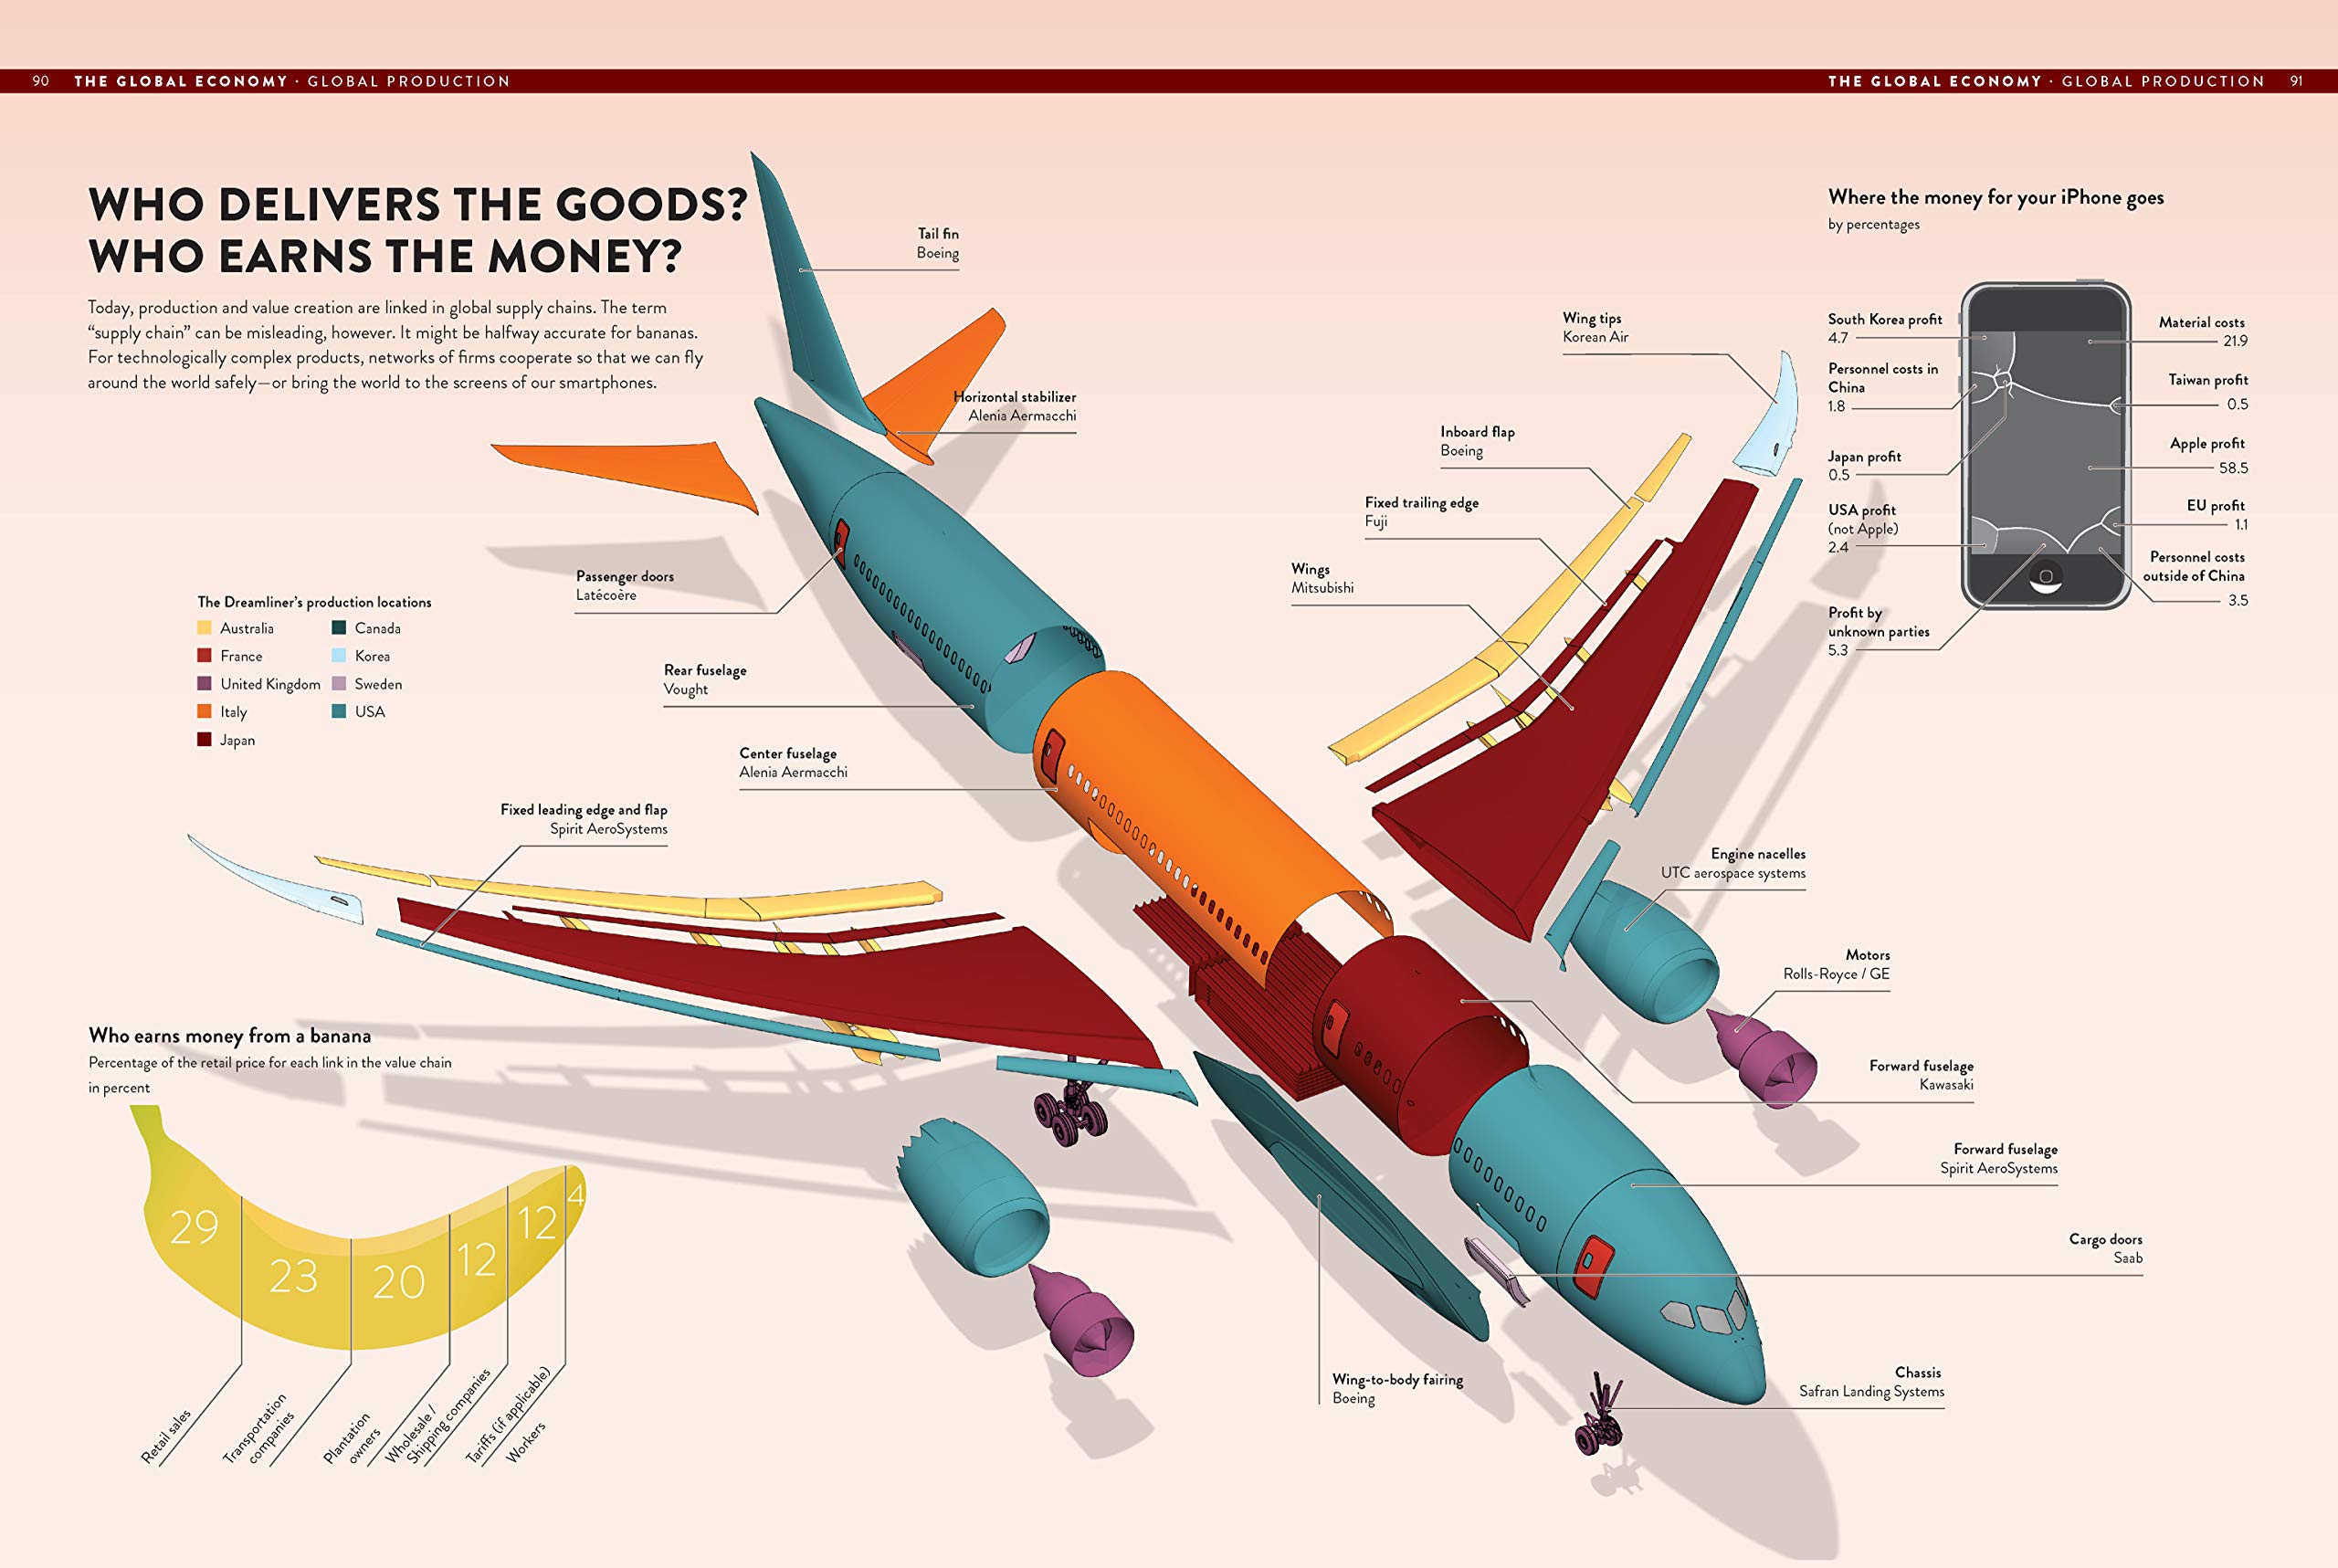 90 THE GLOBAL ECONOMY · GLOBAL PRODUCTION
THE GLOBAL ECONOMY · GLOBAL PRODUCTION 91
WHO DELIVERS THE GOODS?
WHO EARNS THE MONEY?
Today, production and value creation are linked in global supply chains. The term
“supply chain” can be misleading, however. It might be halfway accurate for bananas.
For technologically complex products, networks of firms cooperate so that we can fly
around the world safely—or bring the world to the screens of our smartphones.
Tail fin
Boeing
Horizontal stabilizer
Alenia Aermacchi
Passenger doors
Latécoère
Rear fuselage
Vought
Center fuselage
Alenia Aermacchi
The Dreamliner’s production locations
Australia
France
United Kingdom
Italy
Japan
Canada
Korea
Sweden
USA
Fixed leading edge and flap
Spirit AeroSystems
Who earns money from a banana
Percentage of the retail price for each link in the value chain
in percent
29
23
20
12
12
4
Retail sales
Transportation
companies
Plantation
owners
Wholesale /
Shipping companies
Tariffs (if applicable)
Workers
Wing tips
Korean Air
Inboard flap
Boeing
Fixed trailing edge
Fuji
Wings
Mitsubishi
Engine nacelles
UTC aerospace systems
Motors
Rolls-Royce / GE
Forward fuselage
Kawasaki
Forward fuselage
Spirit AeroSystems
Cargo doors
Saab
Chassis
Safran Landing Systems
Wing-to-body fairing
Boeing
Where the money for your iPhone goes
by percentages
South Korea profit
4.7
Personnel costs in
China
1.8
Japan profit
0.5
USA profit
(not Apple)
2.4
Profit by
unknown parties
5.3
Material costs
21.9
Taiwan profit
0.5
Apple profit
58.5
EU profit
1.1
Personnel costs
outside of China
3.5